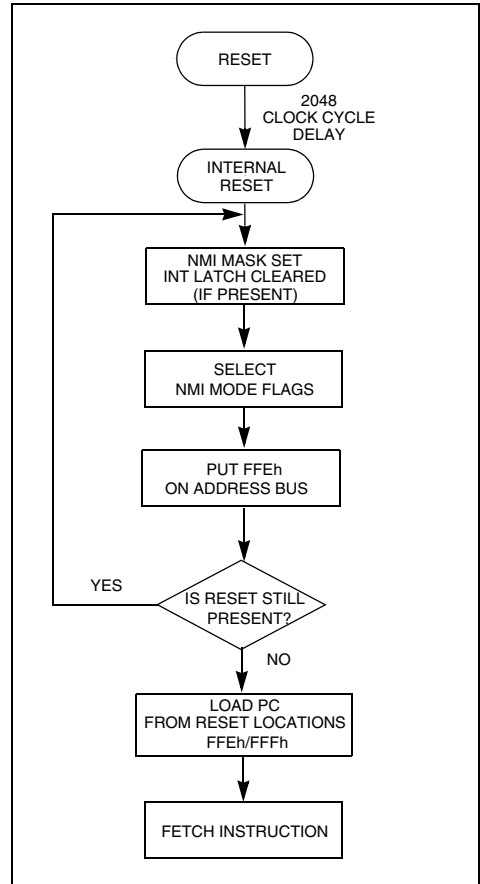 RESET
2048
CLOCK CYCLE
DELAY
INTERNAL
RESET
NMI MASK SET
INT LATCH CLEARED
(IF PRESENT)
SELECT
NMI MODE FLAGS
PUT FFEh
ON ADDRESS BUS
YES
IS RESET STILL
PRESENT?
NO
LOAD PC
FROM RESET LOCATIONS
FFEh/FFFh
FETCH INSTRUCTION